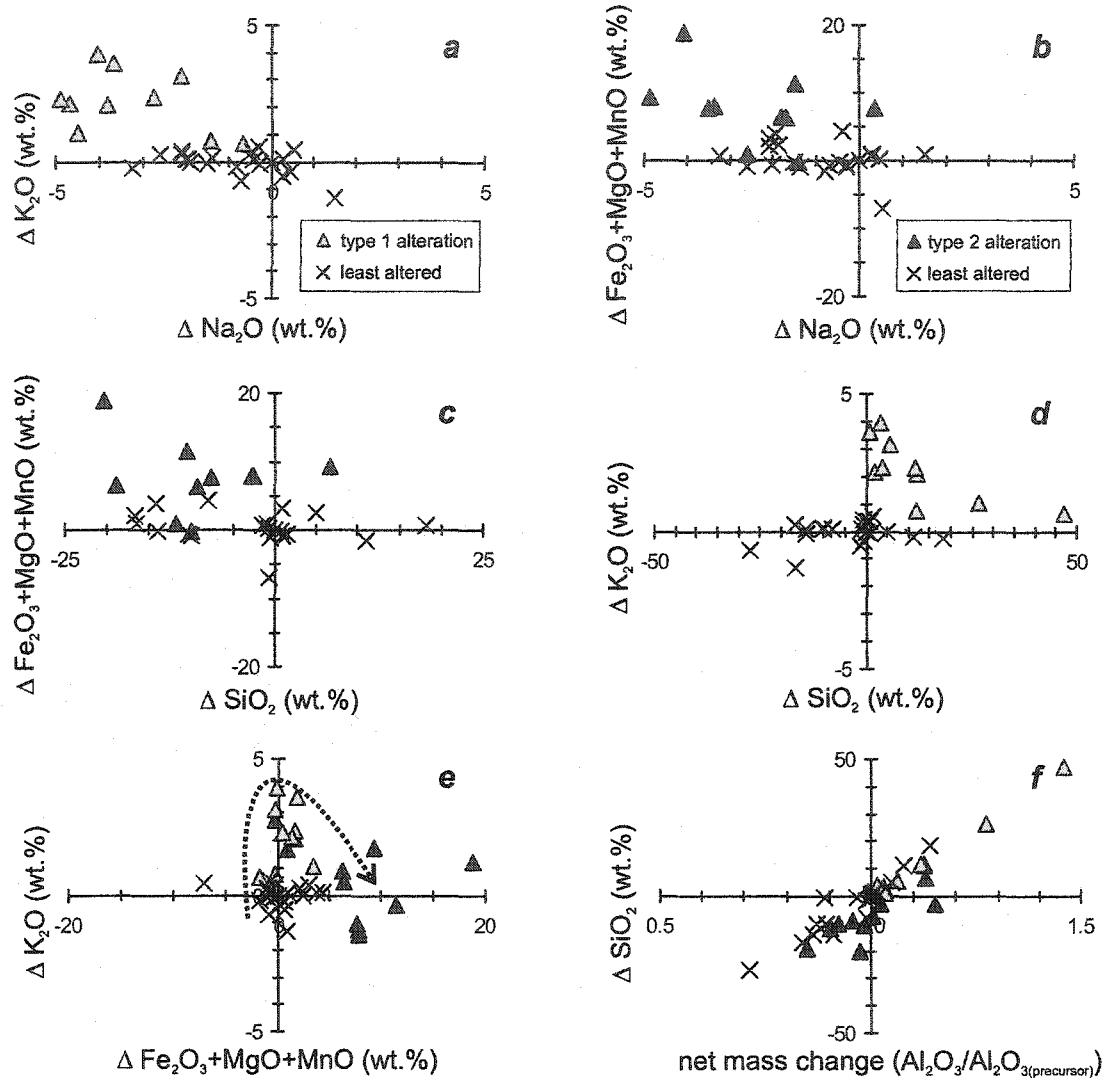 5
a
Δ K₂O (wt.%)
-5
0
5
type 1 alteration
least altered
-5
Δ Na₂O (wt.%)
20
b
Δ Fe₂O₃+MgO+MnO (wt.%)
-5
5
type 2 alteration
least altered
-20
Δ Na₂O (wt.%)
20
c
Δ Fe₂O₃+MgO+MnO (wt.%)
-25
25
-20
Δ SiO₂ (wt.%)
5
d
Δ K₂O (wt.%)
-50
50
-5
Δ SiO₂ (wt.%)
5
e
Δ K₂O (wt.%)
-20
0
20
-5
Δ Fe₂O₃+MgO+MnO (wt.%)
50
f
Δ SiO₂ (wt.%)
0.5
0
1.5
-50
net mass change (Al₂O₃/Al₂O₃(precursor))